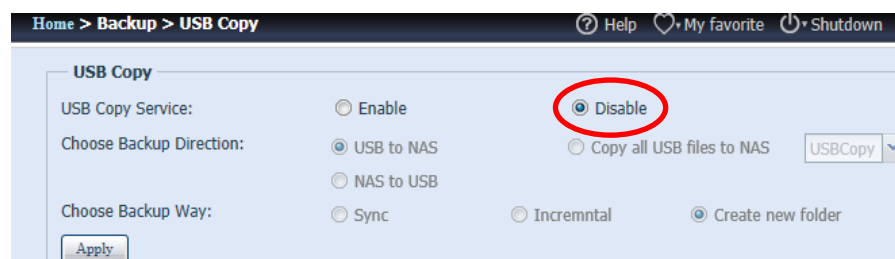 Home > Backup > USB Copy Help My favorite Shutdown
USB Copy
USB Copy Service: Enable Disable
Choose Backup Direction: USB to NAS Copy all USB files to NAS USBCopy
NAS to USB
Choose Backup Way: Sync Incremntal Create new folder
Apply